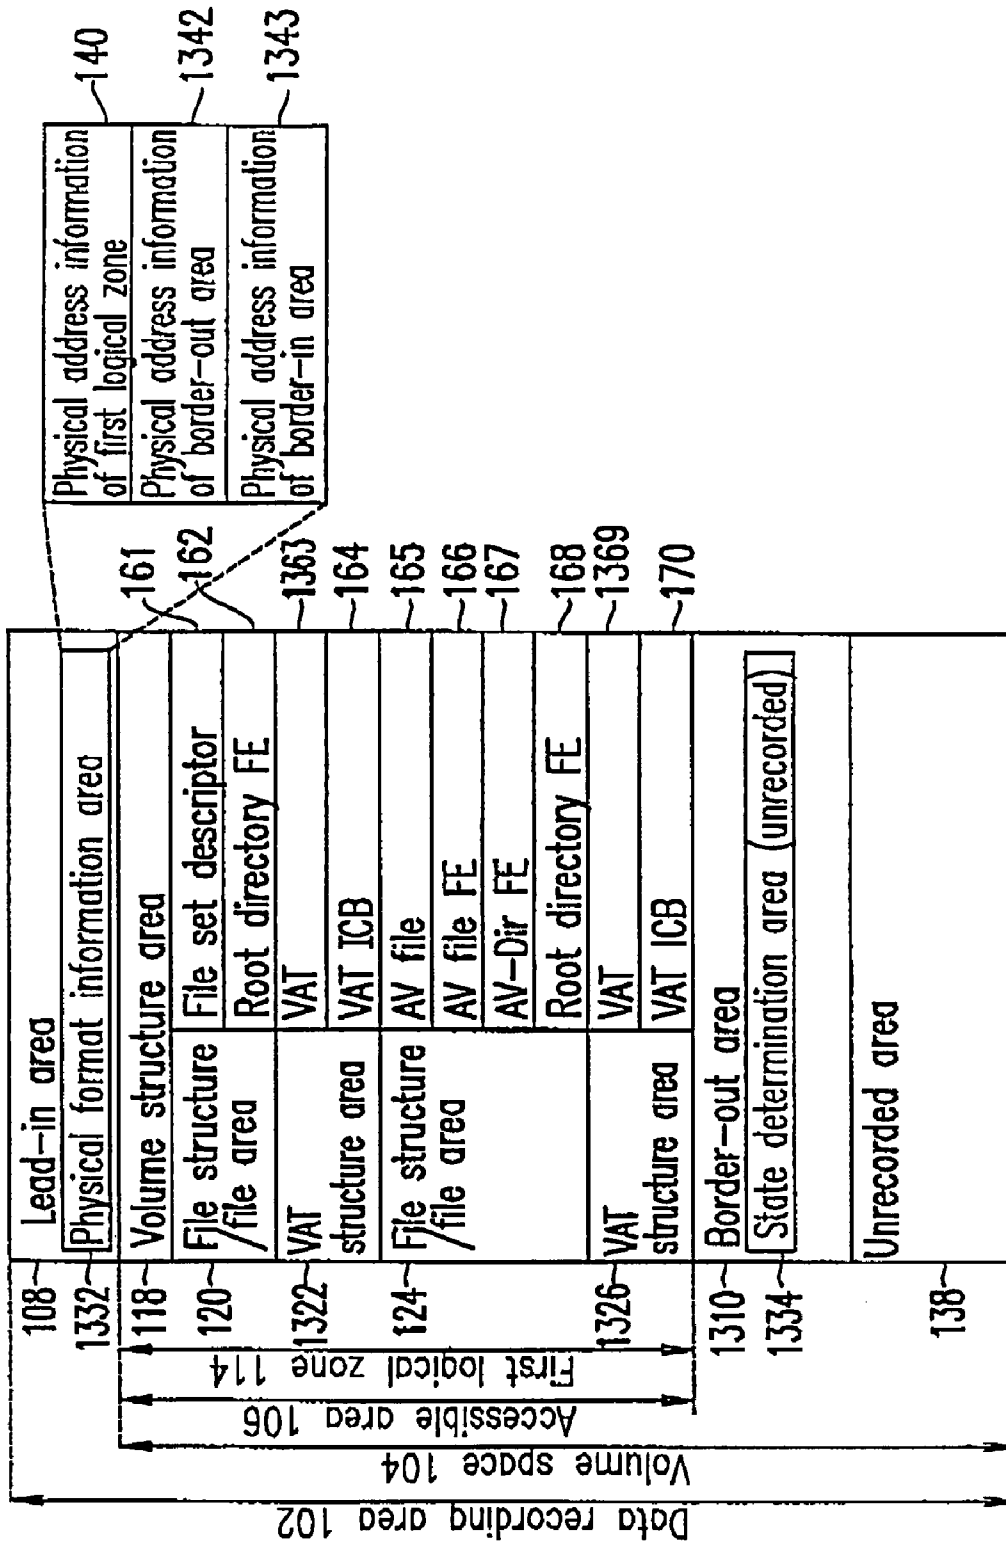 Physical address information
of first logical zone
140
Physical address information
of border-out area
1342
Physical address information
of border-in area
1343
108
Lead-in area
1332
Physical format information area
118
Volume structure area
120
File structure
/file area
File set descriptor
161
Root directory FE
162
1322
VAT
structure area
VAT
1363
VAT ICB
164
124
File structure
/file area
AV file
165
AV file FE
166
AV-Dir FE
167
Root directory FE
168
1326
VAT
structure area
VAT
1369
VAT ICB
170
1310
Border-out area
1334
State determination area (unrecorded)
138
Unrecorded area
First logical zone 114
Accessible area 106
Volume space 104
Data recording area 102